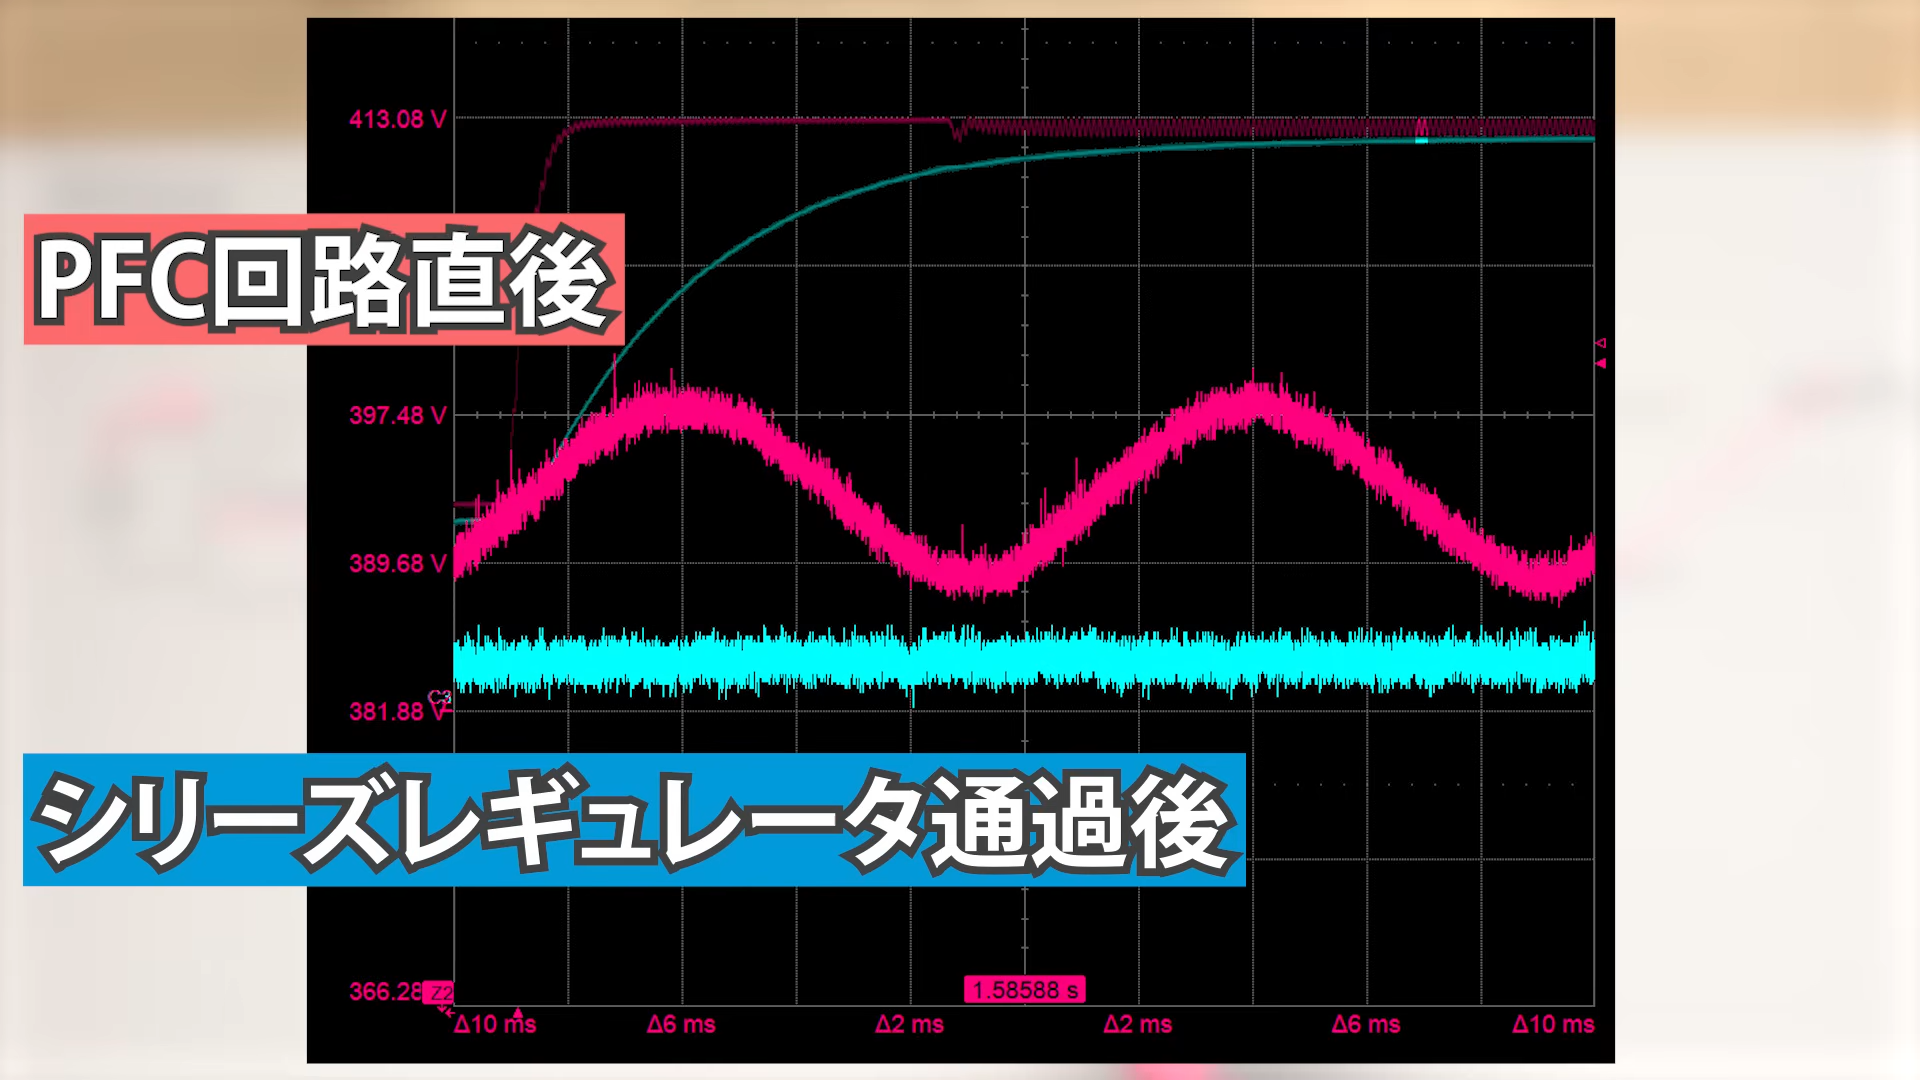 413.08 V
PFC回路直後
397.48 V
389.68 V
C3
381.88 V
シリーズレギュレータ通過後
366.28
Z2
1.58588 s
Δ10 ms
Δ6 ms
Δ2 ms
Δ2 ms
Δ6 ms
Δ10 ms